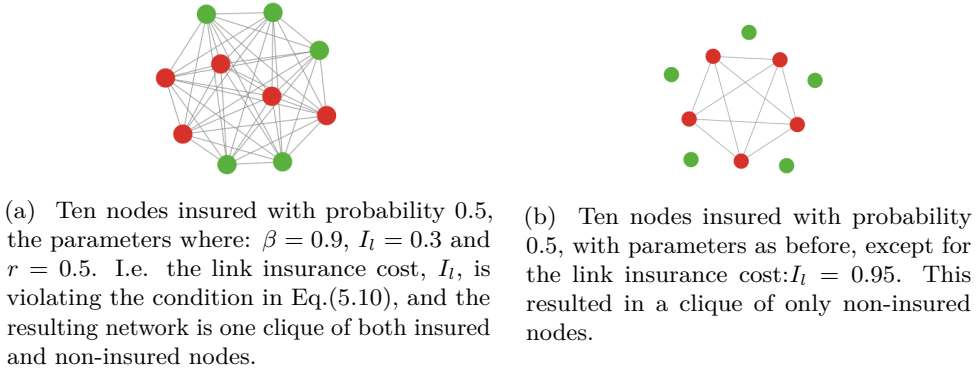 (a) Ten nodes insured with probability 0.5,
the parameters where: β = 0.9, I_l = 0.3 and
r = 0.5. I.e. the link insurance cost, I_l, is
violating the condition in Eq.(5.10), and the
resulting network is one clique of both insured
and non-insured nodes.
(b) Ten nodes insured with probability
0.5, with parameters as before, except for
the link insurance cost:I_l = 0.95. This
resulted in a clique of only non-insured
nodes.